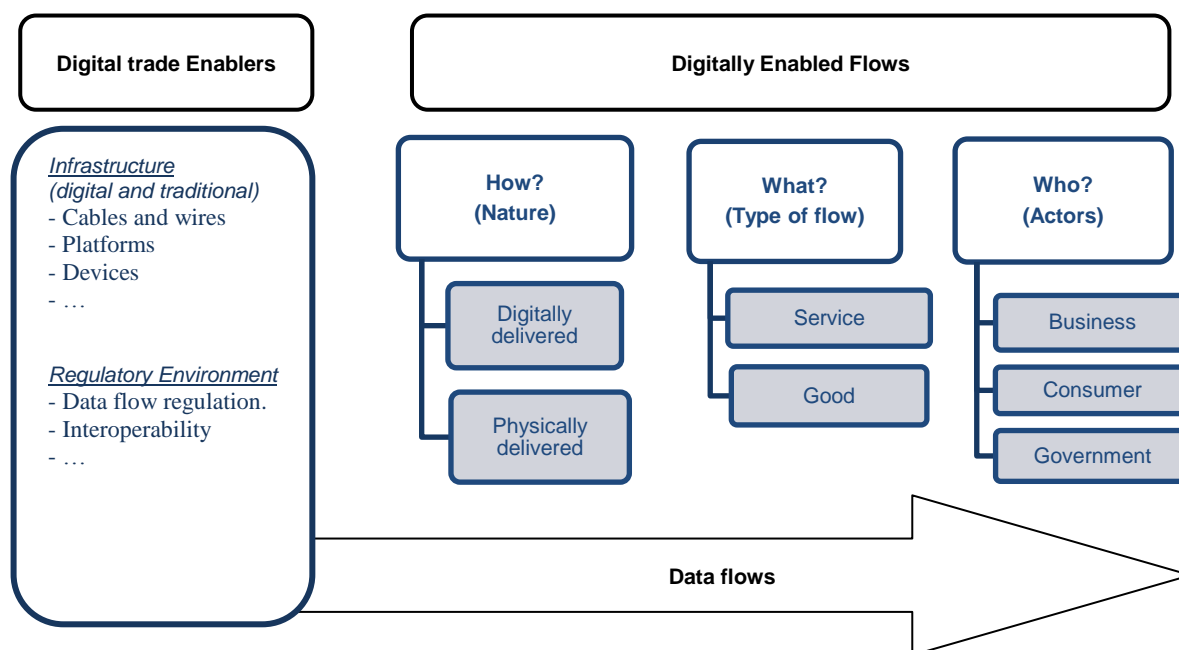 Digital trade Enablers
Digitally Enabled Flows
Infrastructure
(digital and traditional)
- Cables and wires
- Platforms
- Devices
- …
Regulatory Environment
- Data flow regulation.
- Interoperability
- …
How?
(Nature)
Digitally
delivered
Physically
delivered
What?
(Type of flow)
Service
Good
Who?
(Actors)
Business
Consumer
Government
Data flows